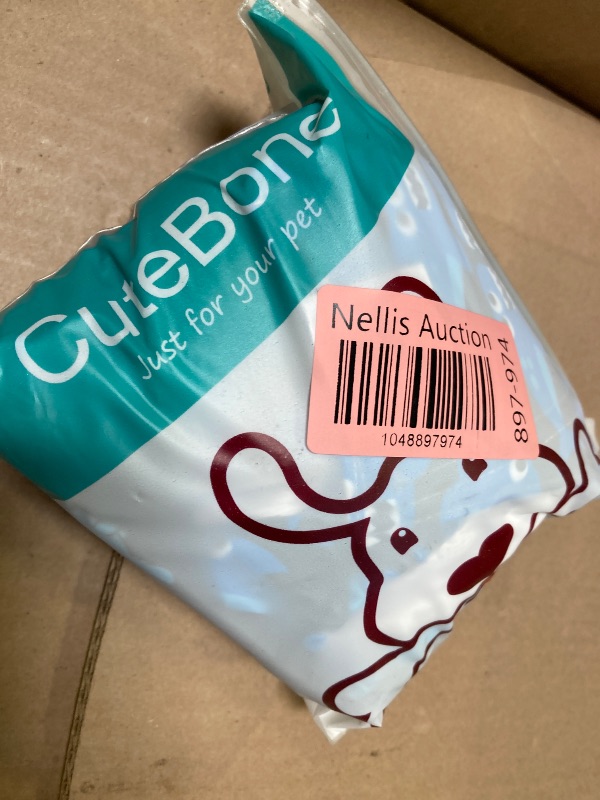 CuteBone
Just for your pet
Nellis Auction
1048897974
897-974